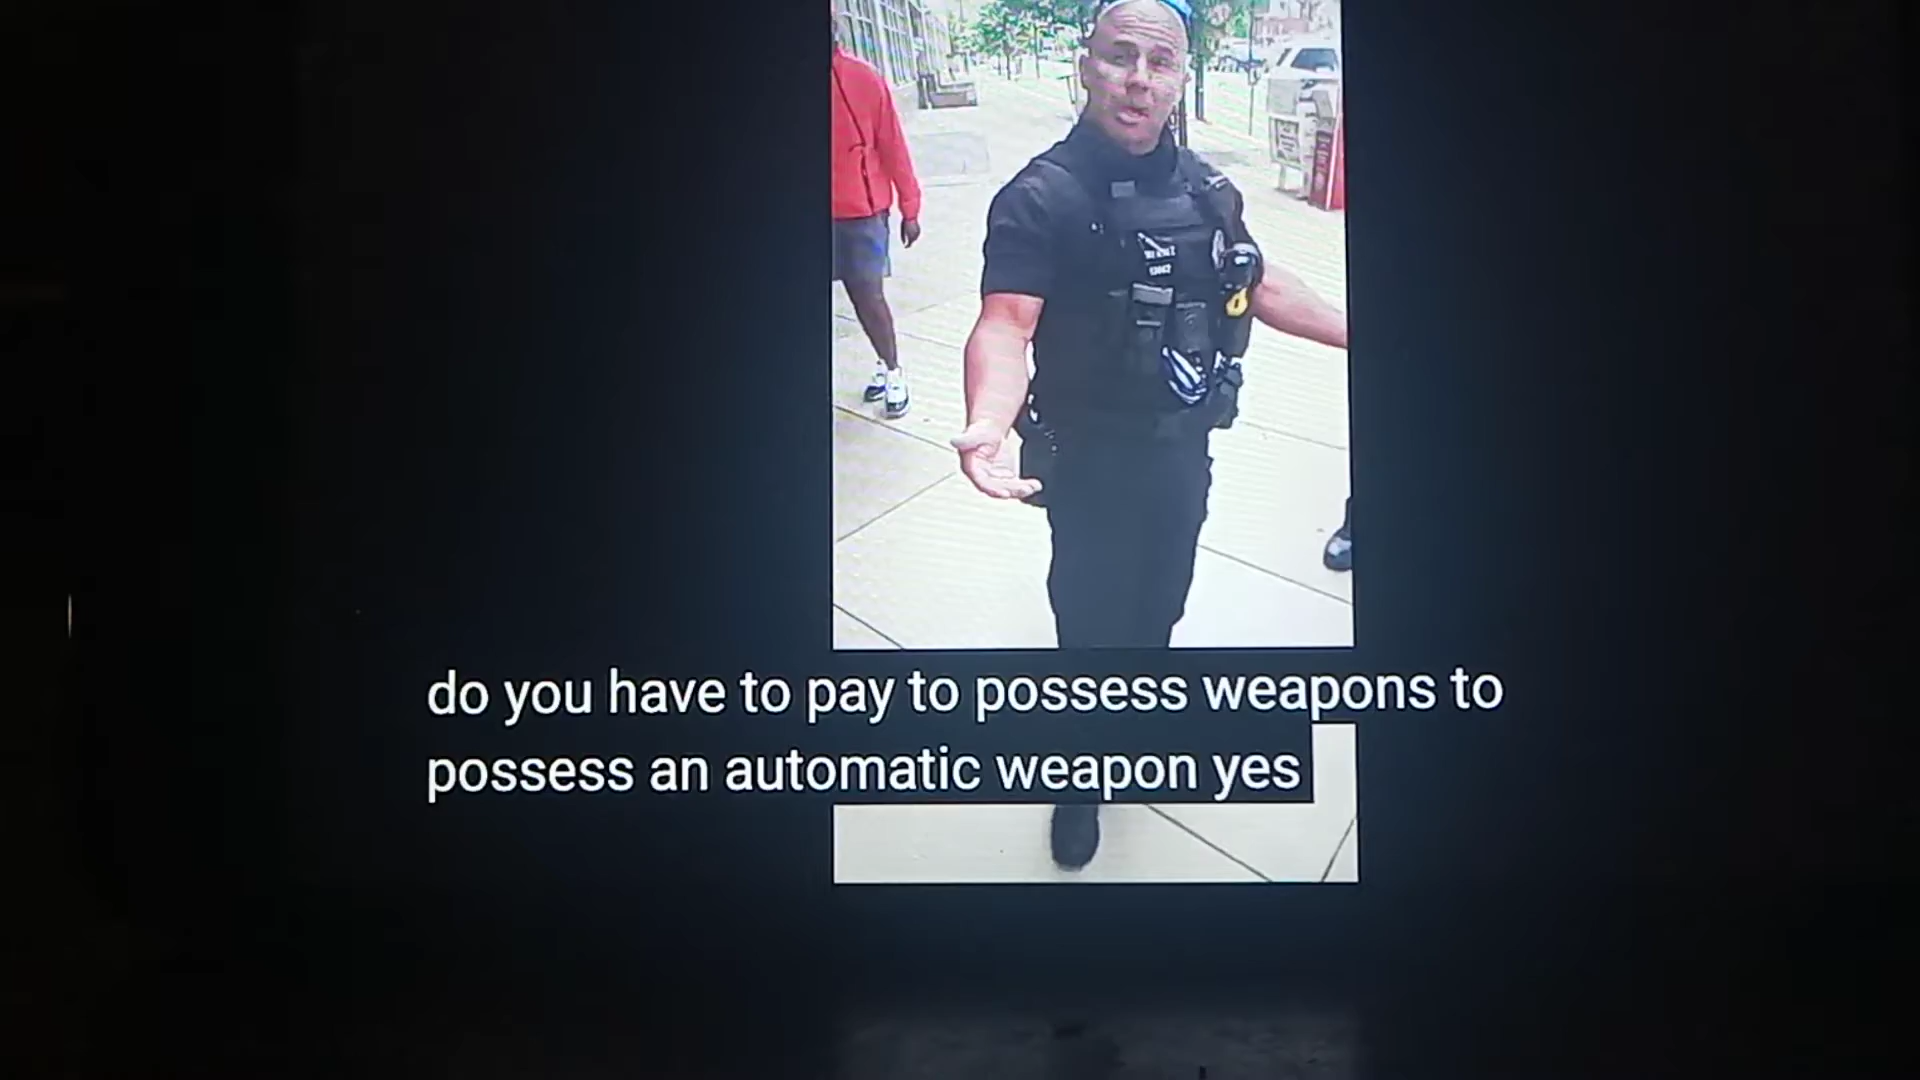 do you have to pay to possess weapons to
possess an automatic weapon yes